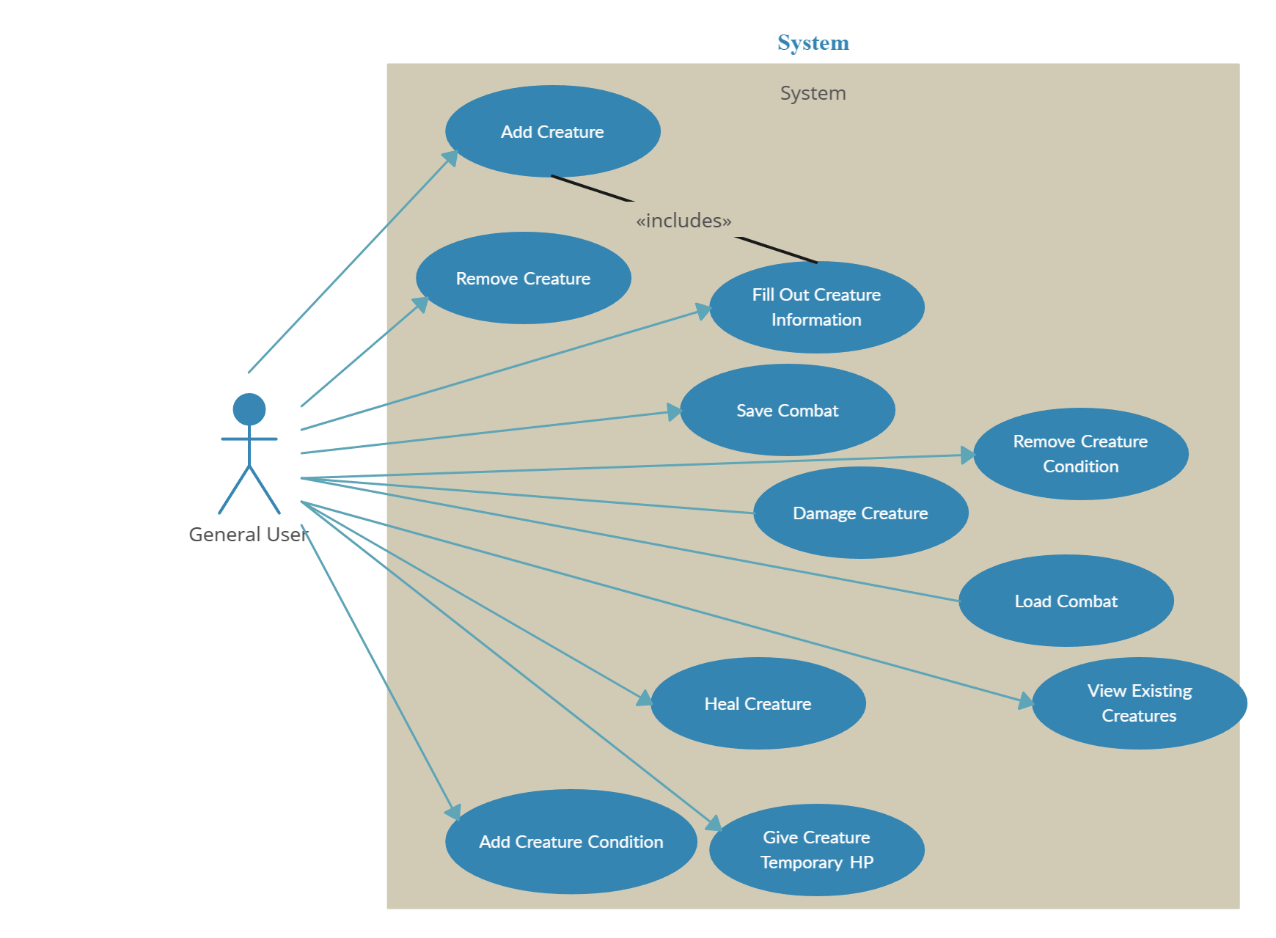 System
System
Add Creature
«includes»
Remove Creature
Fill Out Creature
Information
Save Combat
Remove Creature
Condition
Damage Creature
General User
Load Combat
View Existing
Creatures
Heal Creature
Add Creature Condition
Give Creature
Temporary HP